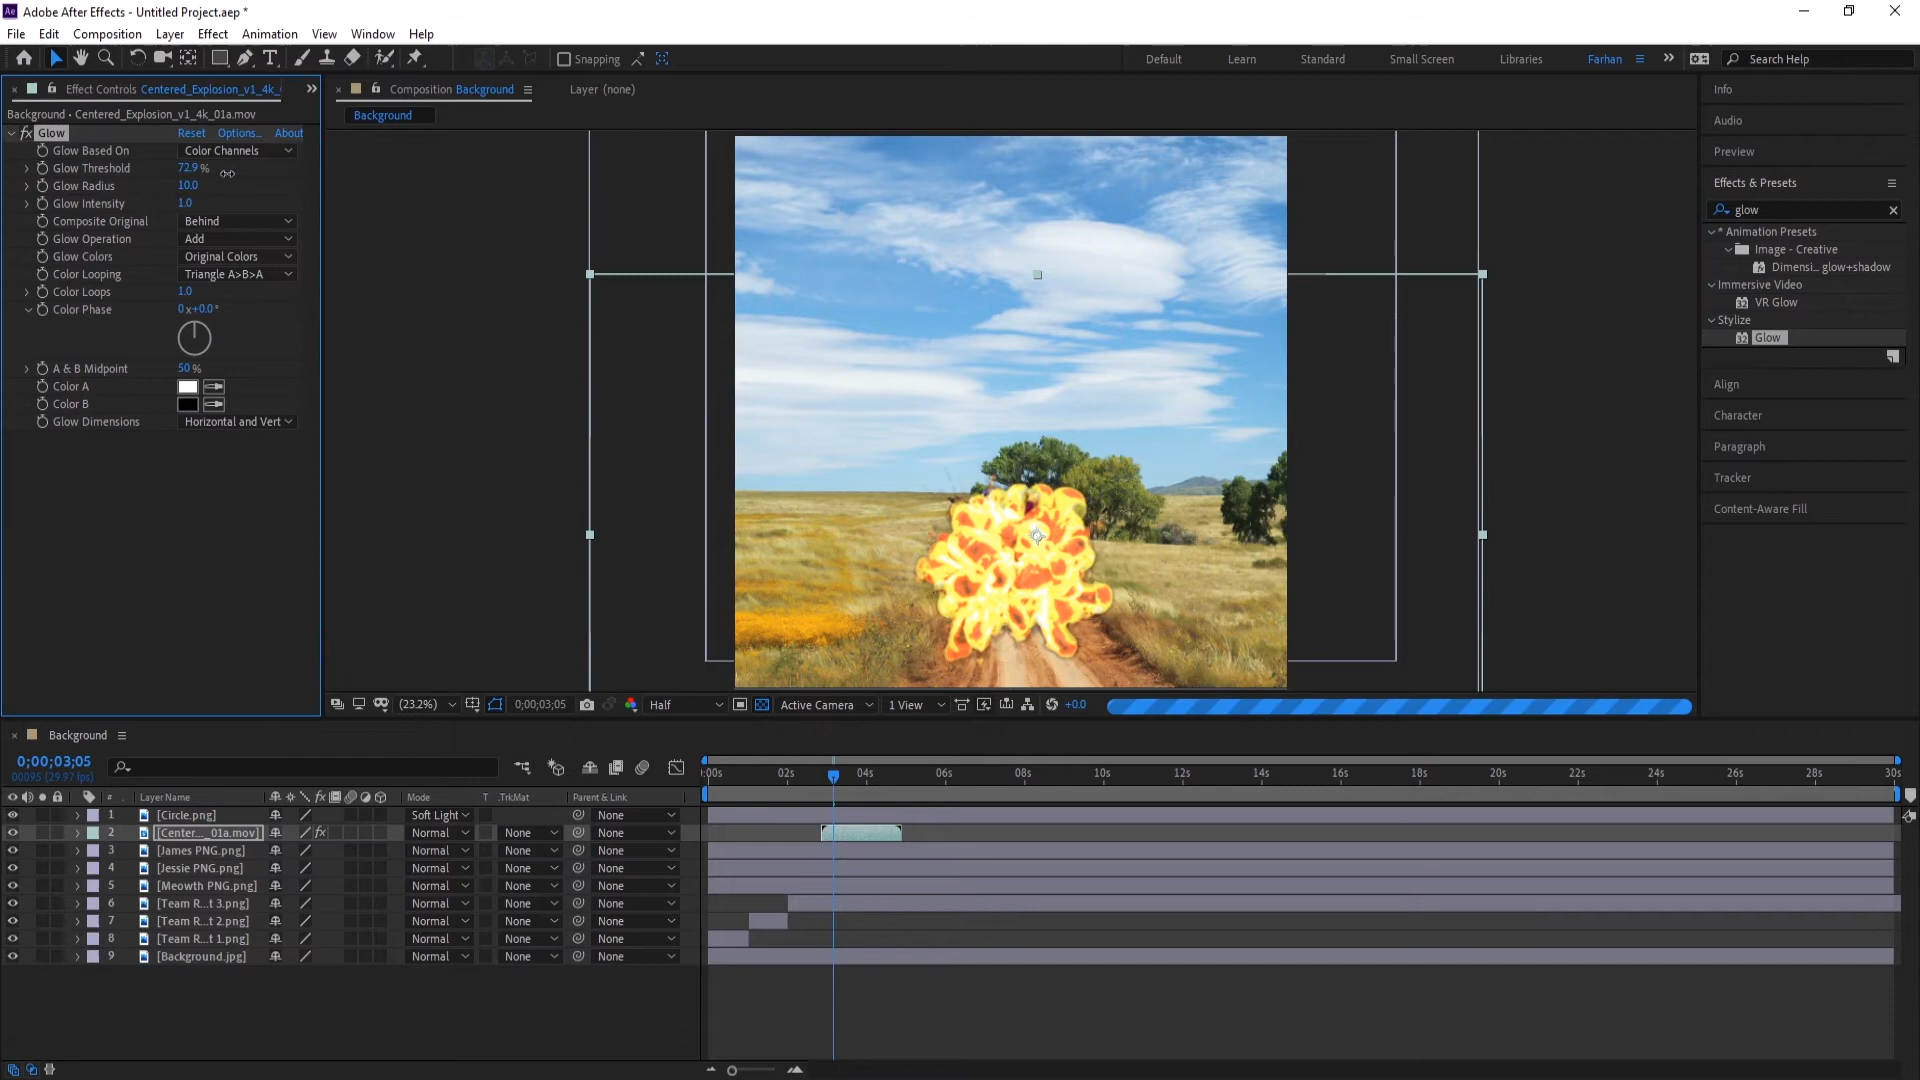 Ae Adobe After Effects - Untitled Project.aep *
File Edit Composition Layer Effect Animation View Window Help
T Snapping Default Learn Standard Small Screen Libraries Farhan Search Help
Effect Controls Centered_Explosion_v1_4k_
Background • Centered_Explosion_v1_4k_01a.mov
fx Glow Reset Options... About
Glow Based On Color Channels
Glow Threshold 72.9 %
Glow Radius 10.0
Glow Intensity 1.0
Composite Original Behind
Glow Operation Add
Glow Colors Original Colors
Color Looping Triangle A>B>A
Color Loops 1.0
Color Phase 0 x+0.0 °
A & B Midpoint 50 %
Color A
Color B
Glow Dimensions Horizontal and Vert
Composition Background Layer (none)
Background
(23.2%) 0;00;03;05 Half Active Camera 1 View +0.0
Info
Audio
Preview
Effects & Presets
glow
* Animation Presets
Image - Creative
Dimensi... glow+shadow
Immersive Video
32 VR Glow
Stylize
32 Glow
Align
Character
Paragraph
Tracker
Content-Aware Fill
Background
0;00;03;05
00095 (29.97 fps)
# Layer Name fx Mode T .TrkMat Parent & Link
:00s 02s 04s 06s 08s 10s 12s 14s 16s 18s 20s 22s 24s 26s 28s 30s
1 [Circle.png] Soft Light None
2 [Center..._01a.mov] fx Normal None None
3 [James PNG.png] Normal None None
4 [Jessie PNG.png] Normal None None
5 [Meowth PNG.png] Normal None None
6 [Team R...t 3.png] Normal None None
7 [Team R...t 2.png] Normal None None
8 [Team R...t 1.png] Normal None None
9 [Background.jpg] Normal None None